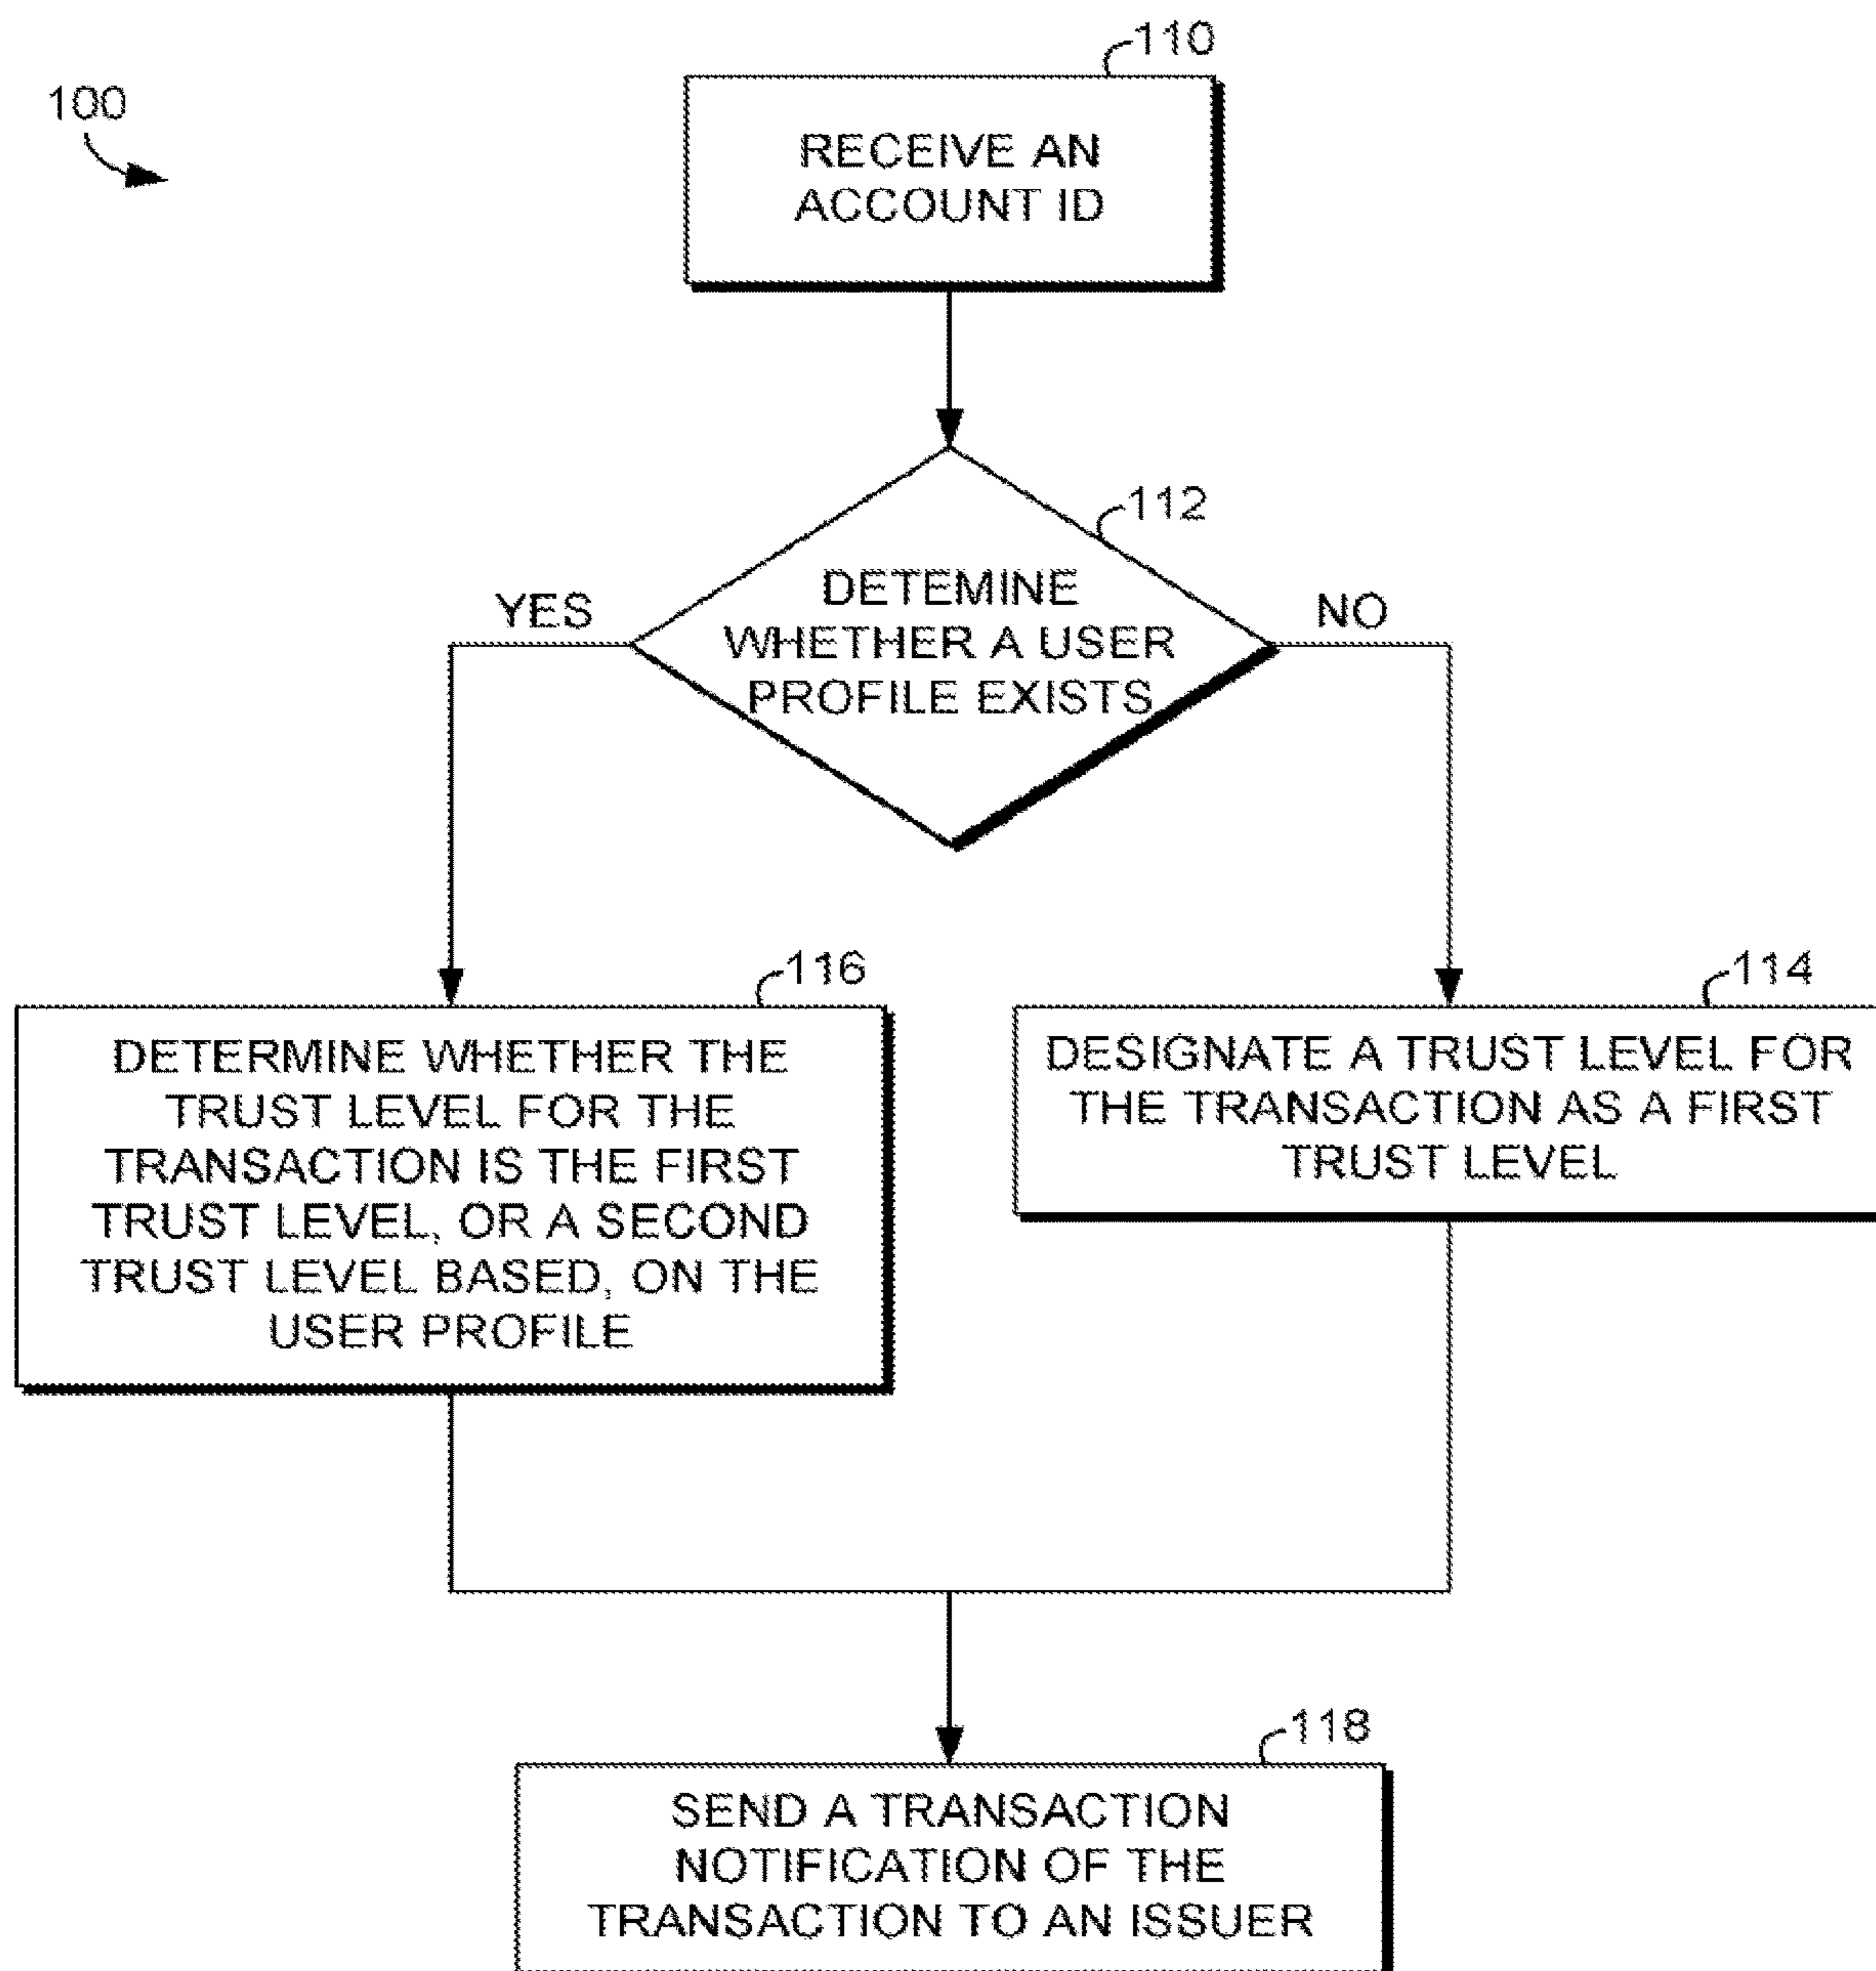 100
110
RECEIVE AN
ACCOUNT ID
112
DETEMINE
WHETHER A USER
PROFILE EXISTS
YES
NO
116
DETERMINE WHETHER THE
TRUST LEVEL FOR THE
TRANSACTION IS THE FIRST
TRUST LEVEL, OR A SECOND
TRUST LEVEL BASED, ON THE
USER PROFILE
114
DESIGNATE A TRUST LEVEL FOR
THE TRANSACTION AS A FIRST
TRUST LEVEL
118
SEND A TRANSACTION
NOTIFICATION OF THE
TRANSACTION TO AN ISSUER